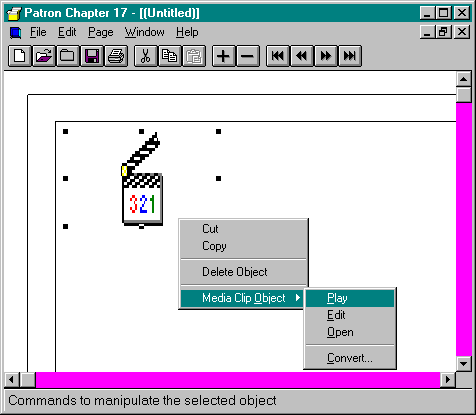 Patron Chapter 17 - [(Untitled)]
File Edit Page Window Help
321
Cut
Copy
Delete Object
Media Clip Object
Play
Edit
Open
Convert...
Commands to manipulate the selected object